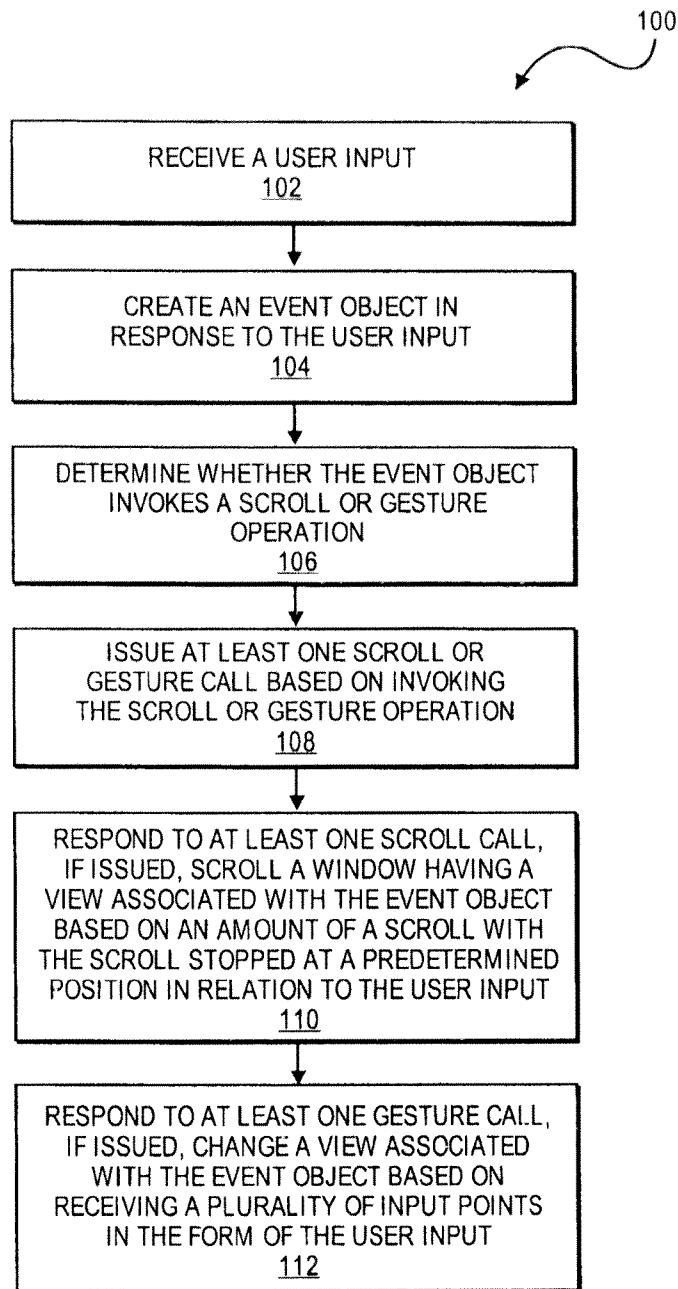 100
RECEIVE A USER INPUT
102
CREATE AN EVENT OBJECT IN
RESPONSE TO THE USER INPUT
104
DETERMINE WHETHER THE EVENT OBJECT
INVOKES A SCROLL OR GESTURE
OPERATION
106
ISSUE AT LEAST ONE SCROLL OR
GESTURE CALL BASED ON INVOKING
THE SCROLL OR GESTURE OPERATION
108
RESPOND TO AT LEAST ONE SCROLL CALL,
IF ISSUED, SCROLL A WINDOW HAVING A
VIEW ASSOCIATED WITH THE EVENT OBJECT
BASED ON AN AMOUNT OF A SCROLL WITH
THE SCROLL STOPPED AT A PREDETERMINED
POSITION IN RELATION TO THE USER INPUT
110
RESPOND TO AT LEAST ONE GESTURE CALL,
IF ISSUED, CHANGE A VIEW ASSOCIATED
WITH THE EVENT OBJECT BASED ON
RECEIVING A PLURALITY OF INPUT POINTS
IN THE FORM OF THE USER INPUT
112